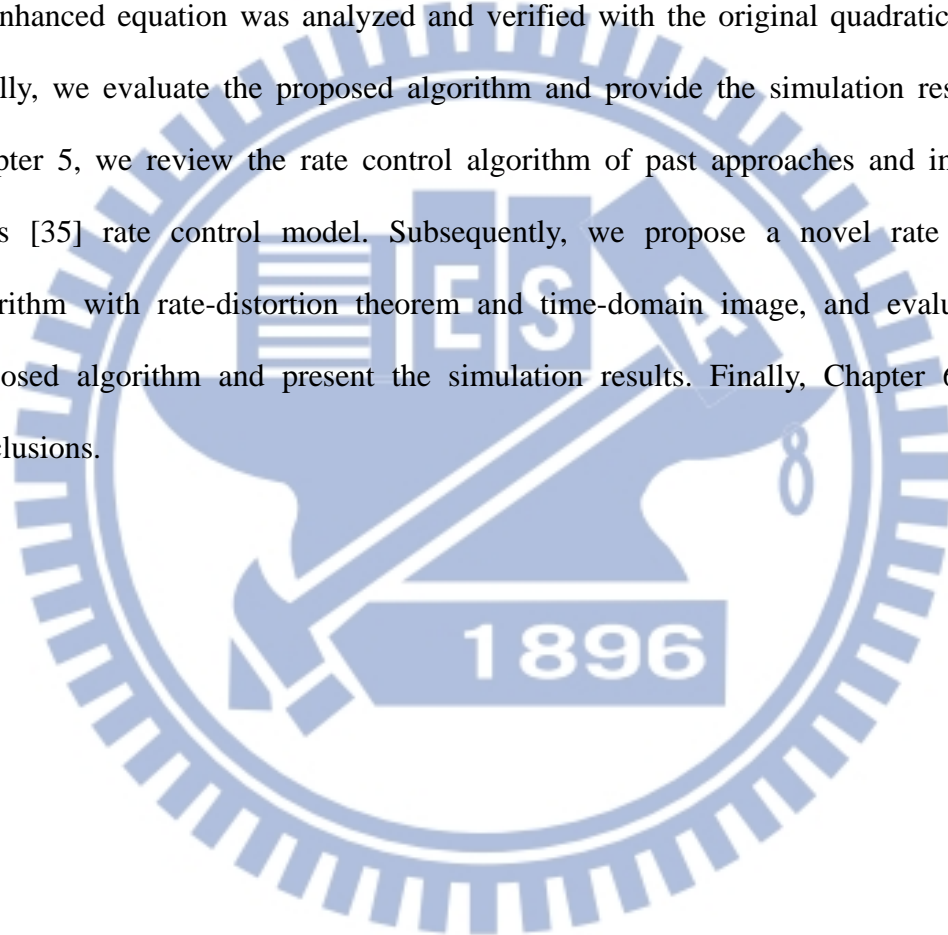 nhanced equation was analyzed and verified with the original quadratic
lly, we evaluate the proposed algorithm and provide the simulation res
pter 5, we review the rate control algorithm of past approaches and in
s [35] rate control model. Subsequently, we propose a novel rate
rithm with rate-distortion theorem and time-domain image, and evalu
osed algorithm and present the simulation results. Finally, Chapter 6
clusions.
E S A
8
1896